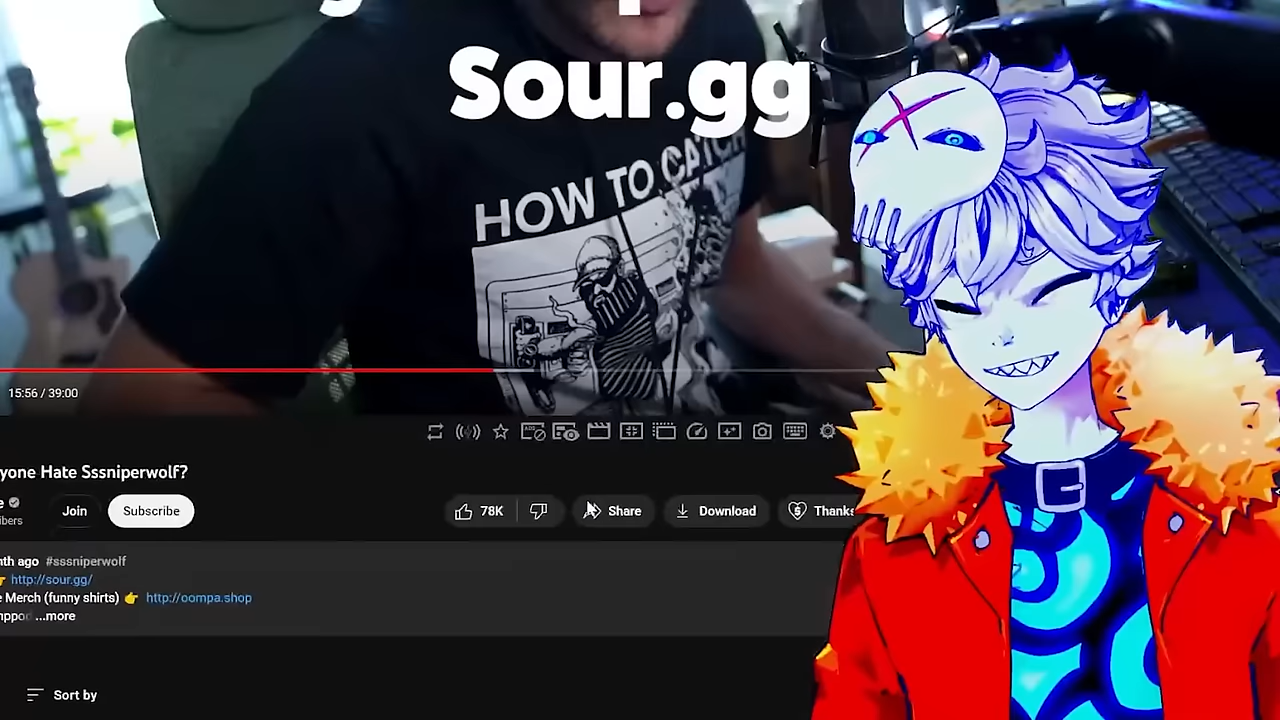 Sour.gg
HOW TO CATCH
15:56 / 39:00
yone Hate Sssniperwolf?
Join
Subscribe
78K
Share
Download
Thanks
ibers
nth ago #sssniperwolf
http://sour.gg/
e Merch (funny shirts) 👉 http://oompa.shop
...more
Sort by